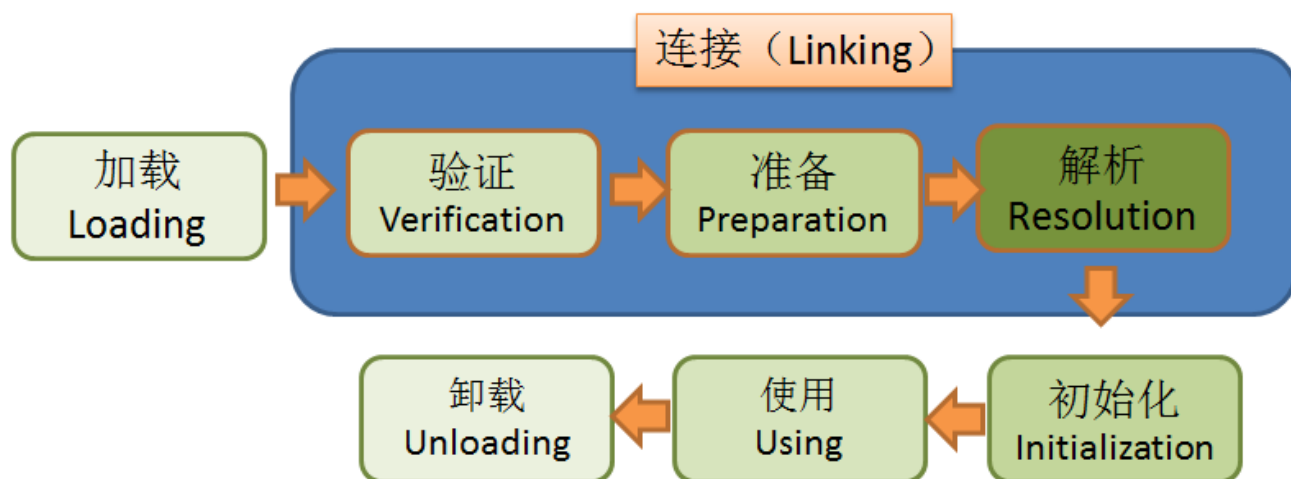 连接（Linking）
加载
Loading
验证
Verification
准备
Preparation
解析
Resolution
初始化
Initialization
使用
Using
卸载
Unloading